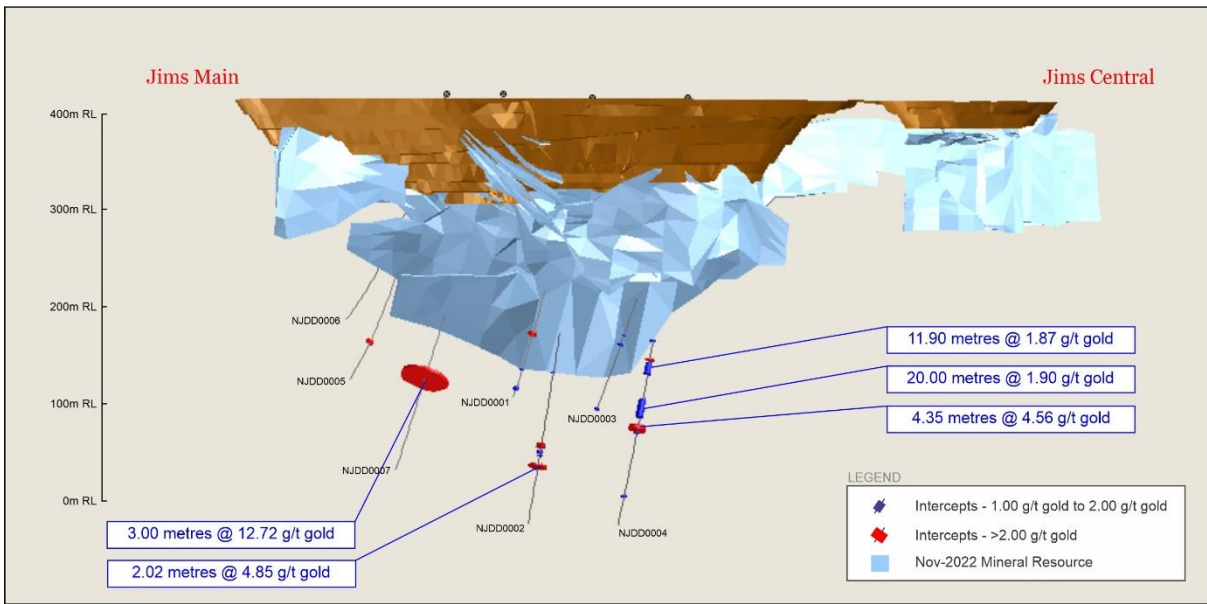 Jims Main
Jims Central
400m RL
300m RL
200m RL
100m RL
0m RL
NJDD0006
NJDD0005
NJDD0001
NJDD0003
NJDD0007
NJDD0002
NJDD0004
11.90 metres @ 1.87 g/t gold
20.00 metres @ 1.90 g/t gold
4.35 metres @ 4.56 g/t gold
3.00 metres @ 12.72 g/t gold
2.02 metres @ 4.85 g/t gold
LEGEND
Intercepts - 1.00 g/t gold to 2.00 g/t gold
Intercepts - >2.00 g/t gold
Nov-2022 Mineral Resource